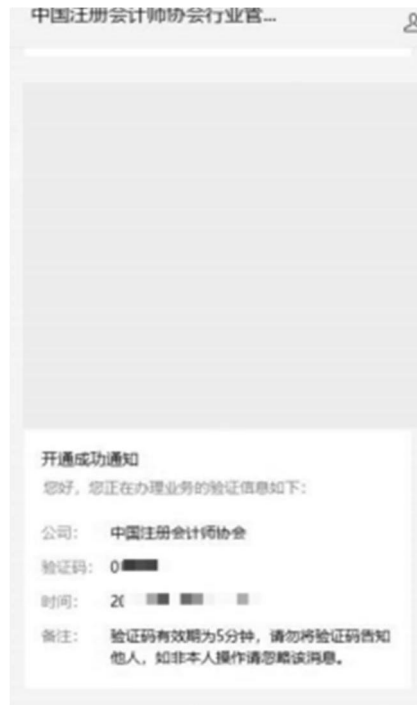 中国注册会计师协会行业管...
开通成功通知
您好，您正在办理业务的验证信息如下：
公司： 中国注册会计师协会
验证码： 0
时间： 20
备注： 验证码有效期为5分钟，请勿将验证码告知
他人，如非本人操作请忽略该消息。